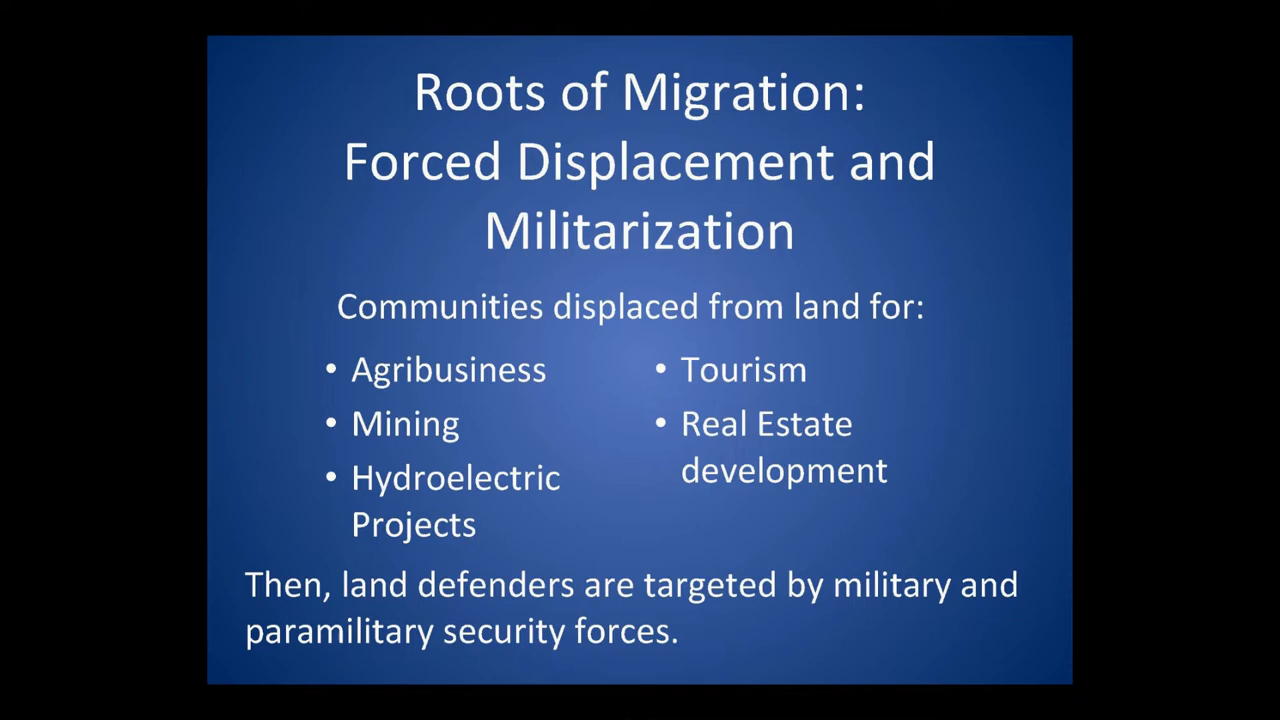 Roots of Migration:
Forced Displacement and
Militarization
Communities displaced from land for:
• Agribusiness
• Mining
• Hydroelectric
Projects
• Tourism
• Real Estate
development
Then, land defenders are targeted by military and
paramilitary security forces.